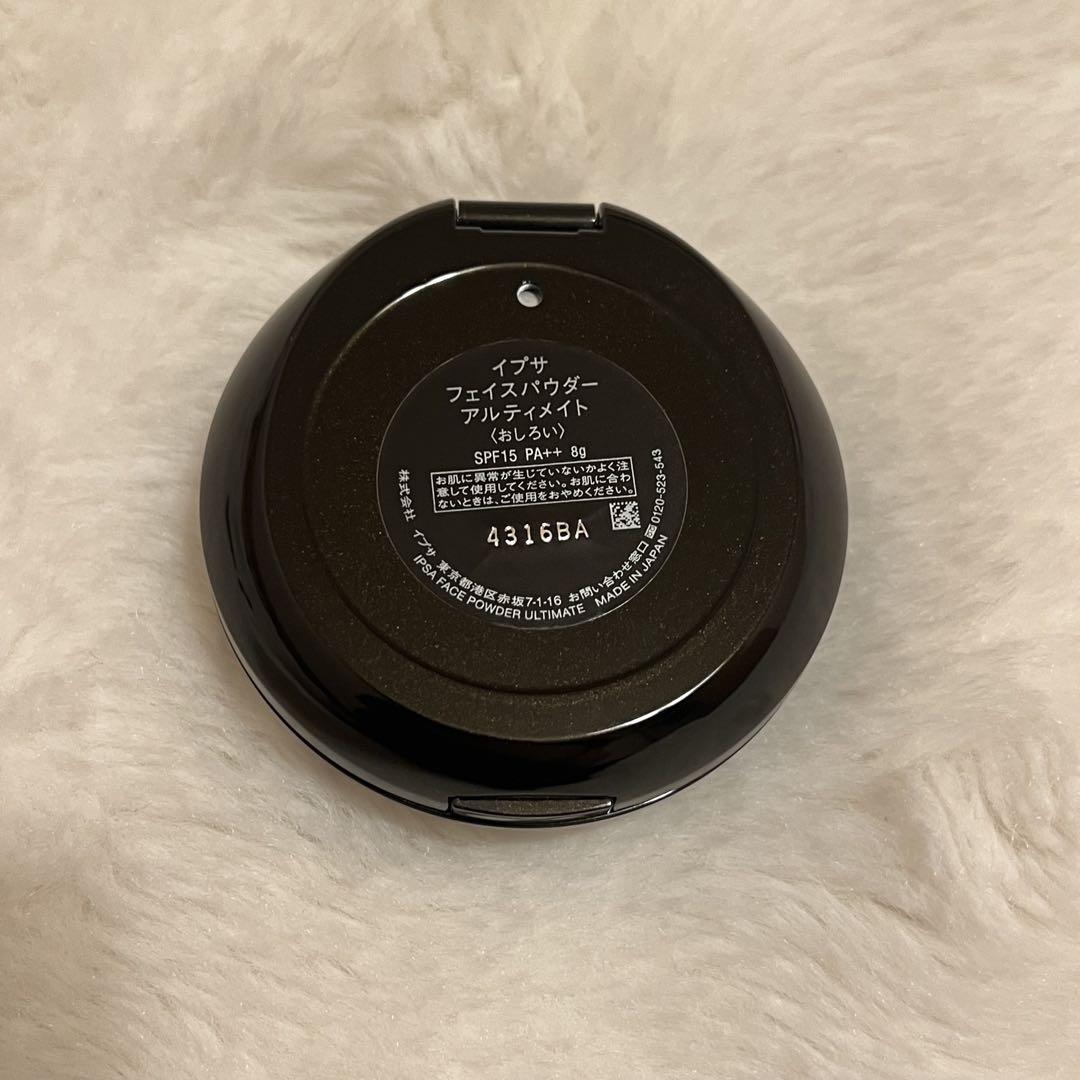 イプサ
フェイスパウダー
アルティメイト
〈おしろい〉
SPF15 PA++ 8g
お肌に異常が生じていないかよく注
意して使用してください。お肌に合わ
ないときは、ご使用をおやめください。
4316BA
株式会社 イプサ 東京都港区赤坂7-1-16 お問い合わせ窓口 0120-523-543
IPSA FACE POWDER ULTIMATE MADE IN JAPAN